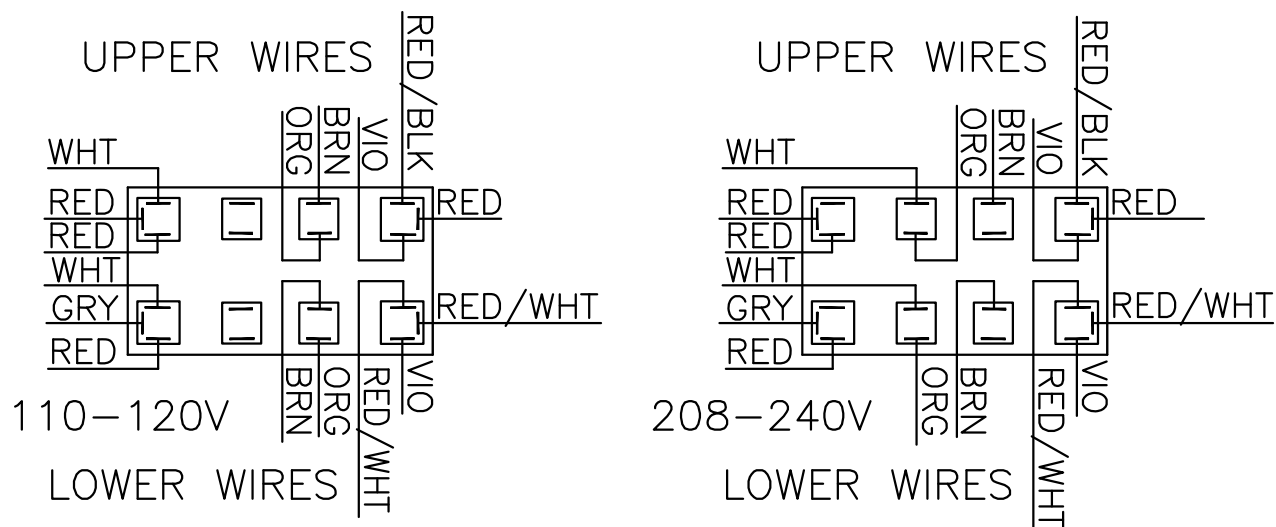 UPPER WIRES
RED/BLK
ORG
BRN
VIO
WHT
RED
RED
RED
WHT
GRY
RED/WHT
RED
BRN
ORG
RED/WHT
VIO
110-120V
LOWER WIRES
UPPER WIRES
RED/BLK
ORG
BRN
VIO
WHT
RED
RED
RED
WHT
GRY
RED/WHT
RED
ORG
BRN
RED/WHT
VIO
208-240V
LOWER WIRES